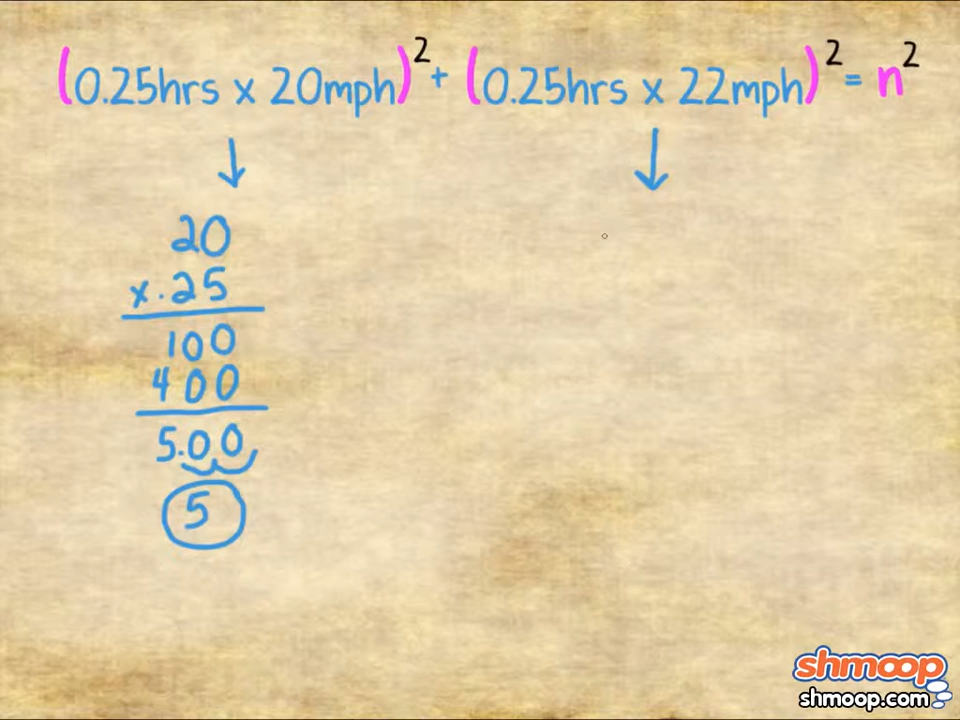 (0.25hrs x 20mph)² + (0.25hrs x 22mph)² = n²
20
x .25
100
400
5.00
5
shmoop
shmoop.com